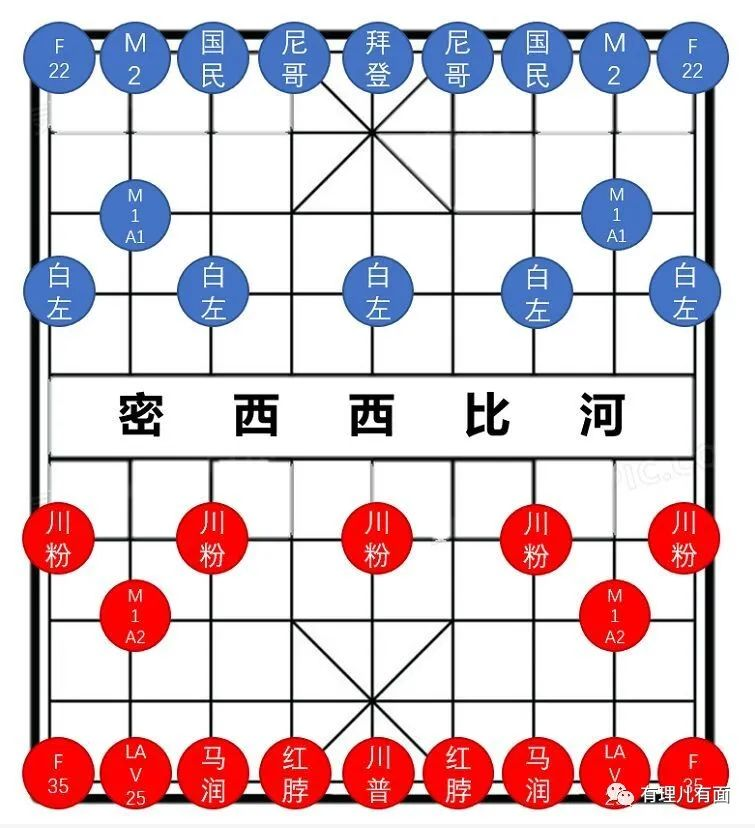 F 22 M 2 国民 尼哥 拜登 尼哥 国民 M 2 F 22
M 1 A1 M 1 A1
白左 白左 白左 白左 白左
密西西比河
川粉 川粉 川粉 川粉 川粉
M 1 A2 M 1 A2
F 35 LA V 25 马润 红脖 川普 红脖 马润 LA V F 35
有理儿有面